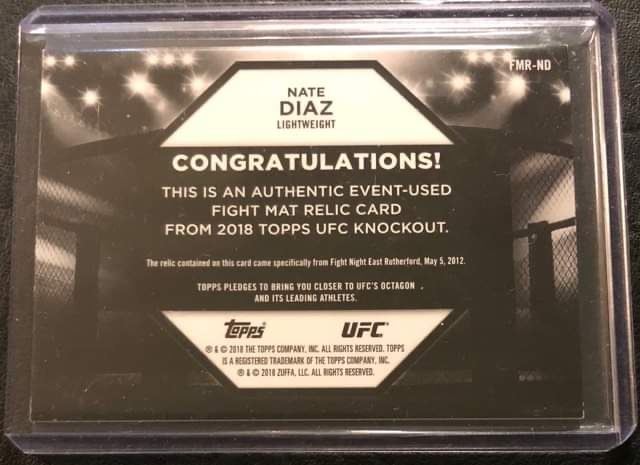 FMR-ND
NATE
DIAZ
LIGHTWEIGHT
CONGRATULATIONS!
THIS IS AN AUTHENTIC EVENT-USED
FIGHT MAT RELIC CARD
FROM 2018 TOPPS UFC KNOCKOUT.
The relic contained on this card came specifically from Fight Night East Rutherford, May 5, 2012.
TOPPS PLEDGES TO BRING YOU CLOSER TO UFC'S OCTAGON .
AND ITS LEADING ATHLETES.
Topps UFC
® & © 2018 THE TOPPS COMPANY, INC. ALL RIGHTS RESERVED. TOPPS
IS A REGISTERED TRADEMARK OF THE TOPPS COMPANY, INC.
® & © 2018 ZUFFA, LLC. ALL RIGHTS RESERVED.